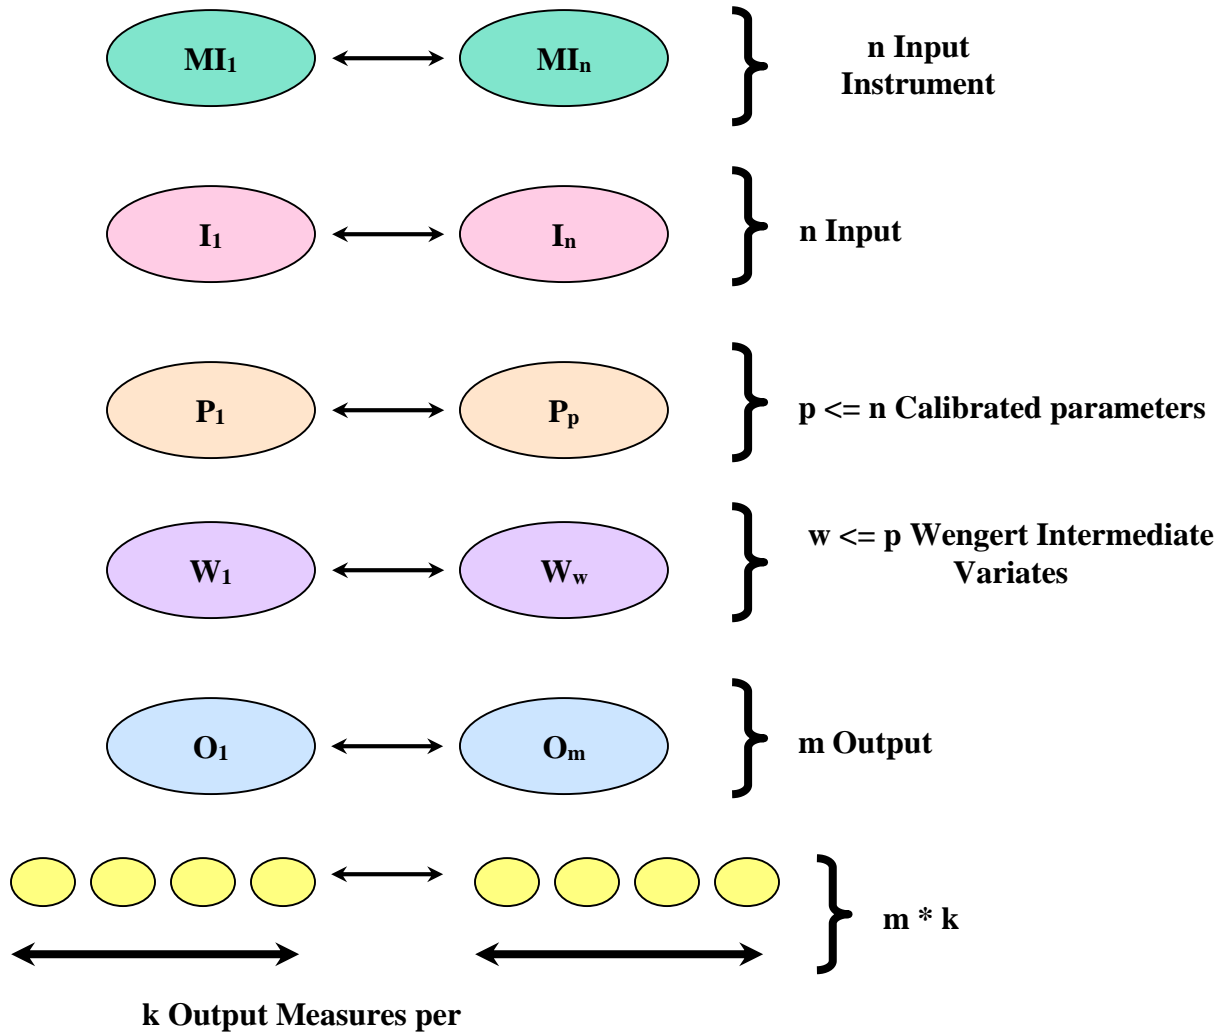 MI₁
MIₙ
n Input
Instrument
I₁
Iₙ
n Input
P₁
Pₚ
p <= n Calibrated parameters
W₁
W_w
w <= p Wengert Intermediate
Variates
O₁
Oₘ
m Output
m * k
k Output Measures per